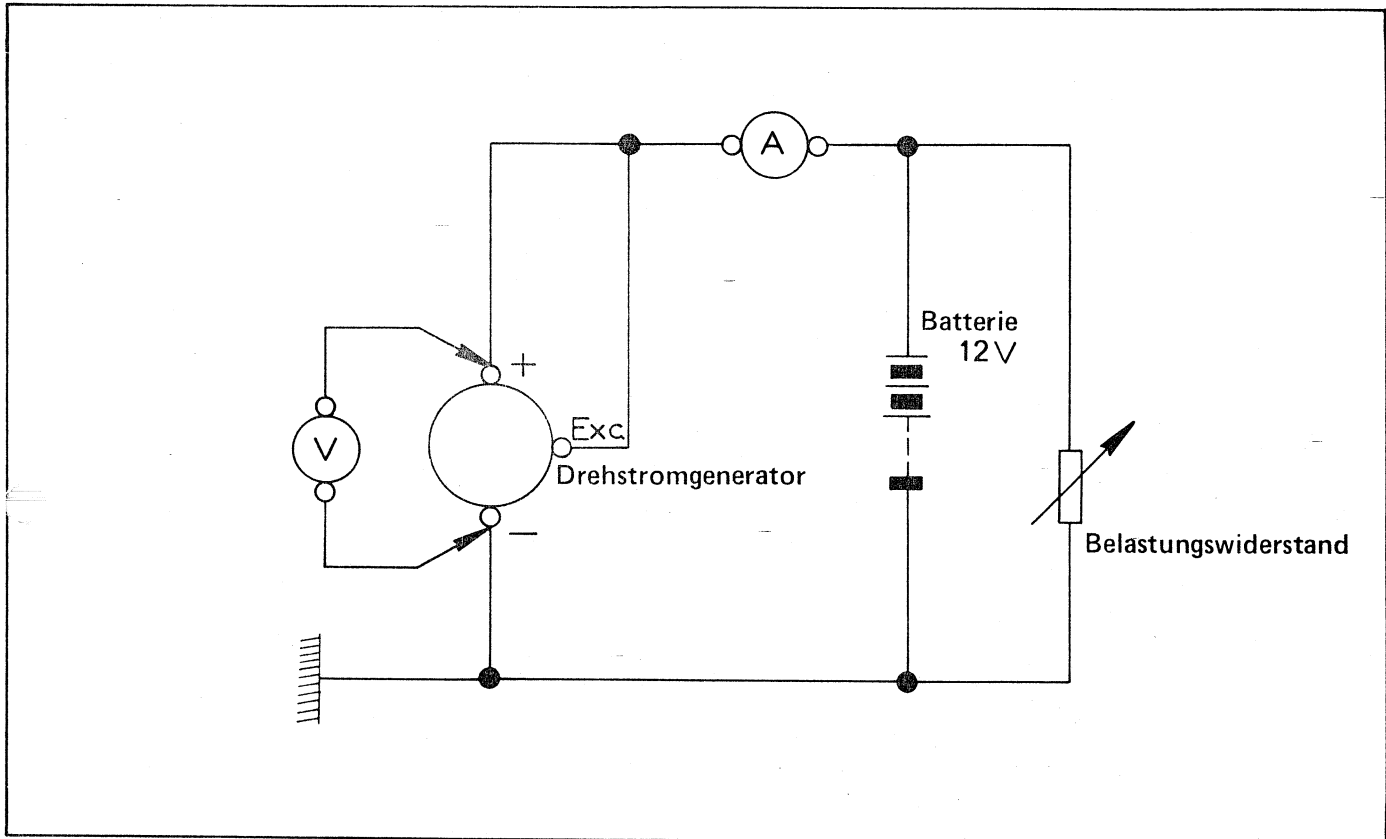 A
Batterie
12V
+
V
Exc.
Drehstromgenerator
−
Belastungswiderstand